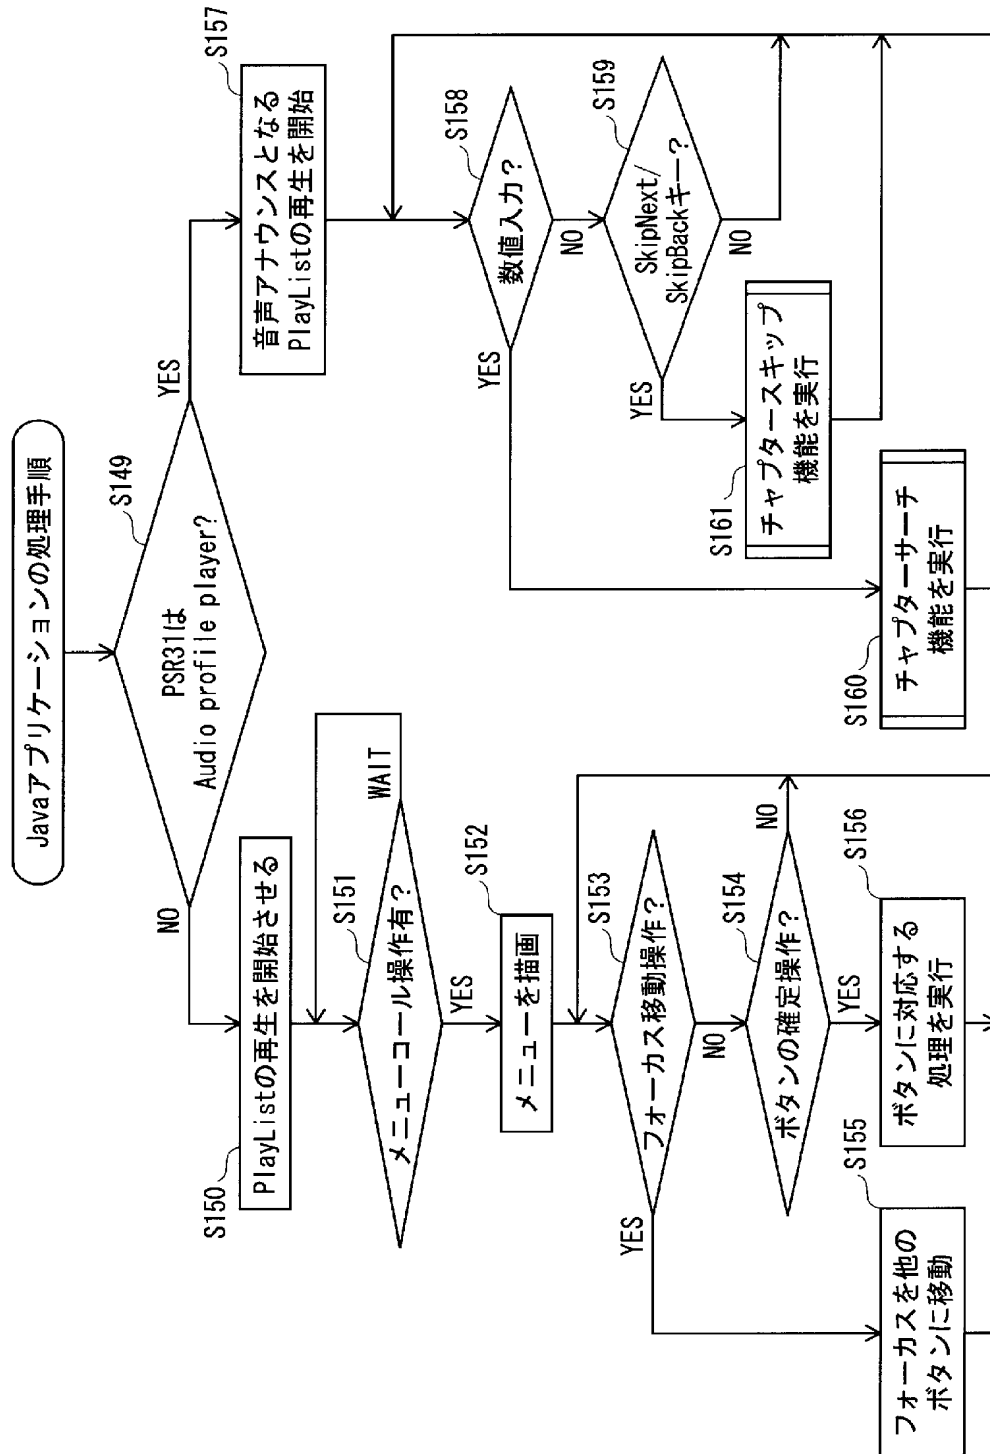 Javaアプリケーションの処理手順
S149
PSR31は
Audio profile player?
NO
YES
S150
PlayListの再生を開始させる
S151
メニューコール操作有？
WAIT
YES
S152
メニューを描画
S153
フォーカス移動操作？
YES
NO
S154
ボタンの確定操作？
NO
YES
S155
フォーカスを他の
ボタンに移動
S156
ボタンに対応する
処理を実行
S157
音声アナウンスとなる
PlayListの再生を開始
S158
数値入力？
YES
NO
S159
SkipNext/
SkipBackキー？
YES
NO
S161
チャプタースキップ
機能を実行
S160
チャプターサーチ
機能を実行